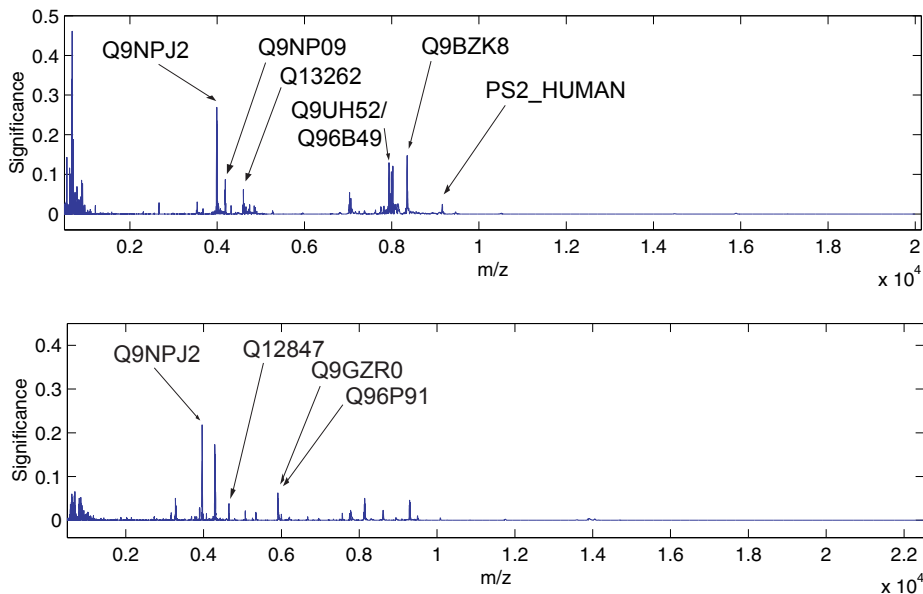 0.5
0.4
0.3
0.2
0.1
0
Significance
Q9NPJ2
Q9NP09
Q13262
Q9UH52/
Q96B49
Q9BZK8
PS2_HUMAN
0.2 0.4 0.6 0.8 1 1.2 1.4 1.6 1.8 2
m/z
x 10^4
0.4
0.3
0.2
0.1
0
Significance
Q9NPJ2
Q12847
Q9GZR0
Q96P91
0.2 0.4 0.6 0.8 1 1.2 1.4 1.6 1.8 2 2.2
m/z
x 10^4